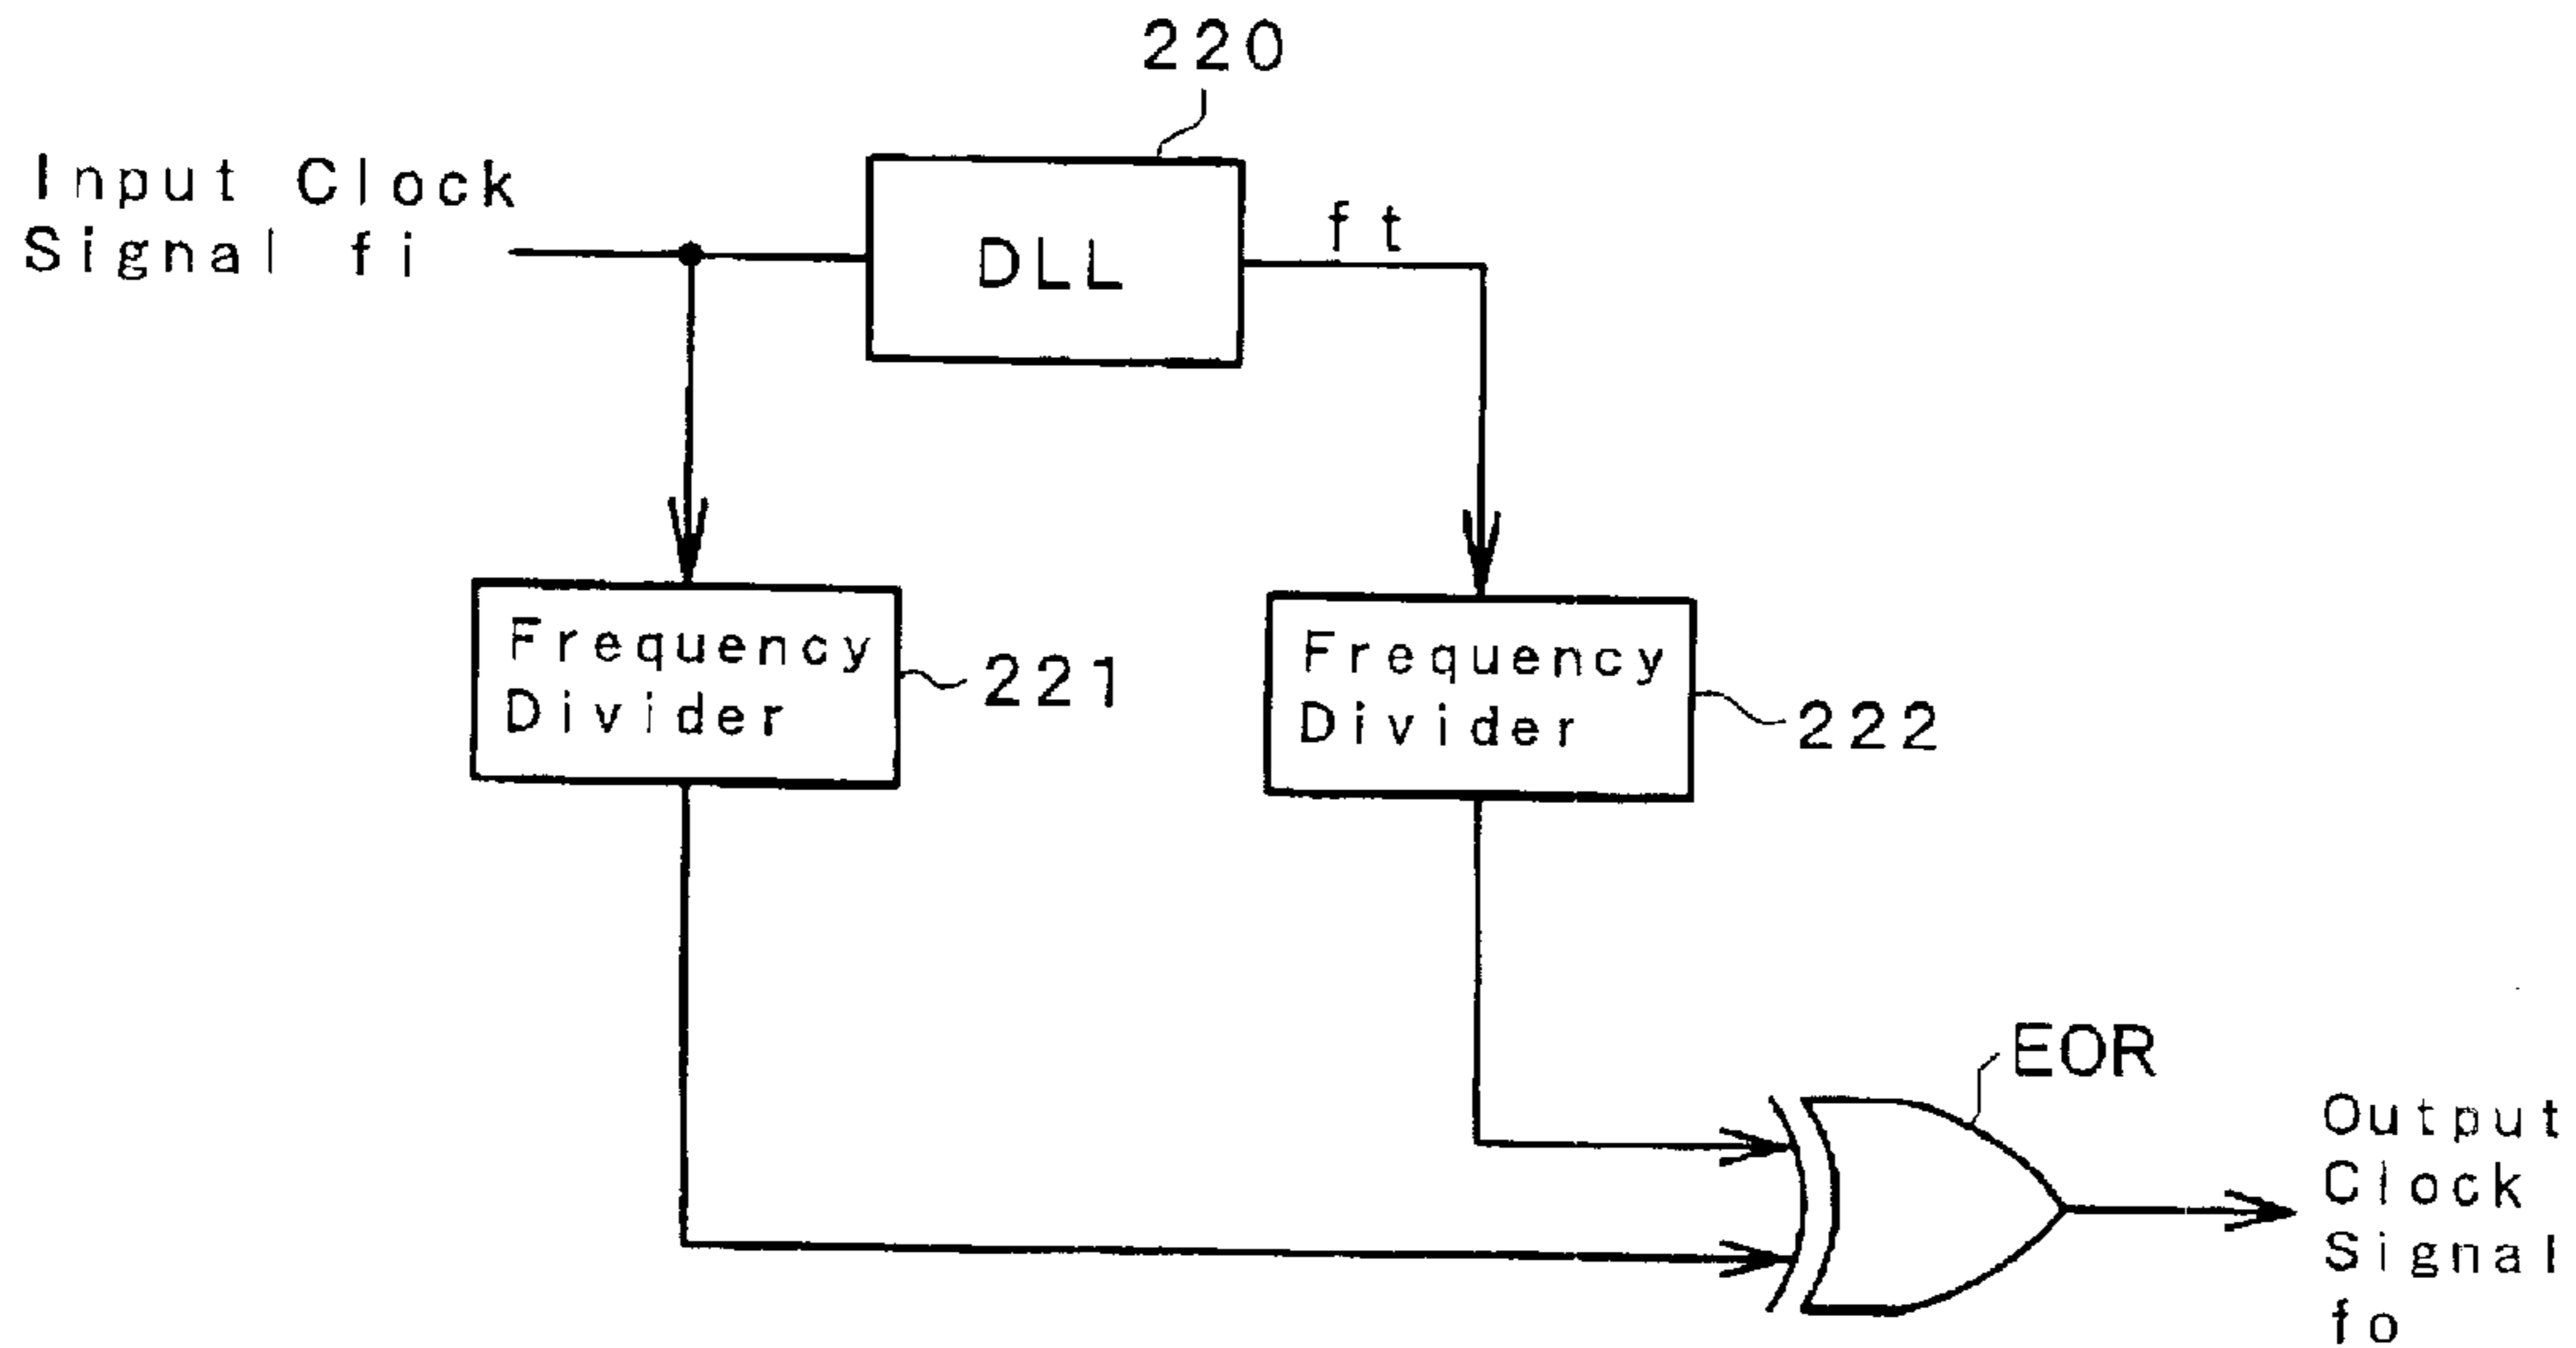 220
Input Clock
Signal fi
DLL
ft
Frequency
Divider
221
Frequency
Divider
222
EOR
Output
Clock
Signal
fo